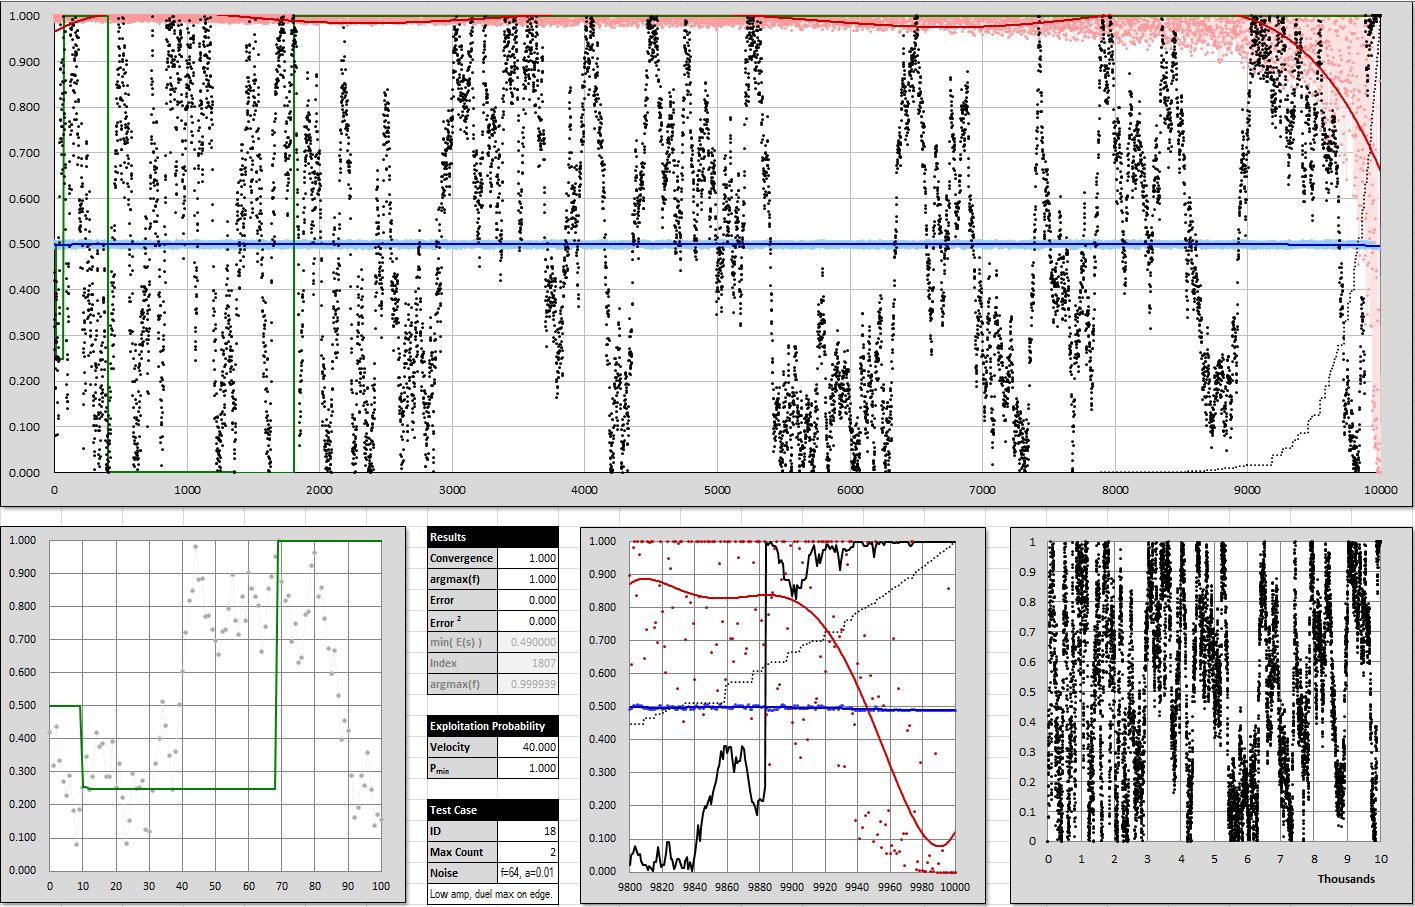 1.000
0.900
0.800
0.700
0.600
0.500
0.400
0.300
0.200
0.100
0.000
0 1000 2000 3000 4000 5000 6000 7000 8000 9000 10000
1.000
0.900
0.800
0.700
0.600
0.500
0.400
0.300
0.200
0.100
0.000
0 10 20 30 40 50 60 70 80 90 100
Results
Convergence 1.000
argmax(f) 1.000
Error 0.000
Error ² 0.000
min( E(s) ) 0.490000
Index 1807
argmax(f) 0.999939
Exploitation Probability
Velocity 40.000
Pmin 1.000
Test Case
ID 18
Max Count 2
Noise f=64, a=0.01
Low amp, duel max on edge.
1.000
0.900
0.800
0.700
0.600
0.500
0.400
0.300
0.200
0.100
0.000
9800 9820 9840 9860 9880 9900 9920 9940 9960 9980 10000
1
0.9
0.8
0.7
0.6
0.5
0.4
0.3
0.2
0.1
0
0 1 2 3 4 5 6 7 8 9 10
Thousands